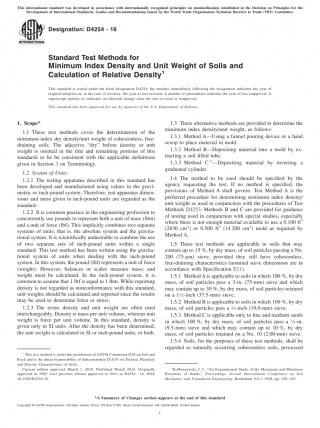 This international standard was developed in accordance with internationally recognized principles on standardization established in the Decision on Principles for the
Development of International Standards, Guides and Recommendations issued by the World Trade Organization Technical Barriers to Trade (TBT) Committee.
Designation: D4254 − 16
Standard Test Methods for
Minimum Index Density and Unit Weight of Soils and
Calculation of Relative Density1
This standard is issued under the fixed designation D4254; the number immediately following the designation indicates the year of
original adoption or, in the case of revision, the year of last revision. A number in parentheses indicates the year of last reapproval. A
superscript epsilon (ε) indicates an editorial change since the last revision or reapproval.
This standard has been approved for use by agencies of the U.S. Department of Defense.
1. Scope*
1.1 These test methods cover the determination of the
minimum-index dry density/unit weight of cohesionless, free-
draining soils. The adjective “dry” before density or unit
weight is omitted in the title and remaining portions of this
standards to be consistent with the applicable definitions
given in Section 3 on Terminology.
1.2 System of Units:
1.2.1 The testing apparatus described in this standard has
been developed and manufactured using values in the gravi-
metric or inch-pound system. Therefore, test apparatus dimen-
sions and mass given in inch-pound units are regarded as the
standard.
1.2.2 It is common practice in the engineering profession to
concurrently use pounds to represent both a unit of mass (lbm)
and a unit of force (lbf). This implicitly combines two separate
systems of units; that is, the absolute system and the gravita-
tional system. It is scientifically undesirable to combine the use
of two separate sets of inch-pound units within a single
standard. This test method has been written using the gravita-
tional system of units when dealing with the inch-pound
system. In this system, the pound (lbf) represents a unit of force
(weight). However, balances or scales measure mass; and
weight must be calculated. In the inch-pound system, it is
common to assume that 1 lbf is equal to 1 lbm. While reporting
density is not regarded as nonconformance with this standard,
unit weights should be calculated and reported since the results
may be used to determine force or stress.
1.2.3 The terms density and unit weight are often used
interchangeably. Density is mass per unit volume, whereas unit
weight is force per unit volume. In this standard, density is
given only in SI units. After the density has been determined,
the unit weight is calculated in SI or inch-pound units, or both.
1 This test method is under the jurisdiction of ASTM Committee D18 on Soil and
Rock and is the direct responsibility of Subcommittee D18.03 on Texture, Plasticity
and Density Characteristics of Soils.
Current edition approved March 1, 2016. Published March 2016. Originally
approved in 1983. Last previous edition approved in 2014 as D4254 – 14. DOI:
10.1520/D4254-16.
1.3 Three alternative methods are provided to determine the
minimum index density/unit weight, as follows:
1.3.1 Method A—Using a funnel pouring device or a hand
scoop to place material in mold.
1.3.2 Method B—Depositing material into a mold by ex-
tracting a soil filled tube.
1.3.3 Method C2—Depositing material by inverting a
graduated cylinder.
1.4 The method to be used should be specified by the
agency requesting the test. If no method is specified, the
provisions of Method A shall govern. Test Method A is the
preferred procedure for determining minimum index density/
unit weight as used in conjunction with the procedures of Test
Methods D4253. Methods B and C are provided for guidance
of testing used in conjunction with special studies, especially
where there is not enough material available to use a 0.100 ft3
(2830 cm3) or 0.500 ft3 (14 200 cm3) mold as required by
Method A.
1.5 These test methods are applicable to soils that may
contain up to 15 %, by dry mass, of soil particles passing a No.
200 (75-µm) sieve, provided they still have cohesionless,
free-draining characteristics (nominal sieve dimensions are in
accordance with Specification E11).
1.5.1 Method A is applicable to soils in which 100 %, by dry
mass, of soil particles pass a 3-in. (75-mm) sieve and which
may contain up to 30 %, by dry mass, of soil particles retained
on a 1½-inch (37.5-mm) sieve.
1.5.2 Method B is applicable to soils in which 100 %, by dry
mass, of soil particles pass a ¾-inch (19.0-mm) sieve.
1.5.3 Method C is applicable only to fine and medium sands
in which 100 %, by dry mass, of soil particles pass a ⅜-in.
(9.5-mm) sieve and which may contain up to 10 %, by dry
mass, of soil particles retained on a No. 10 (2.00-mm) sieve.
1.5.4 Soils, for the purposes of these test methods, shall be
regarded as naturally occurring cohesionless soils, processed
2 Kolbuszewski, J. J., “An Experimental Study of the Maximum and Minimum
Porosities of Sands,” Proceedings, Second International Conference on Soil
Mechanics and Foundation Engineering, Rotterdam Vol I, 1948, pp. 158–165.
*A Summary of Changes section appears at the end of this standard